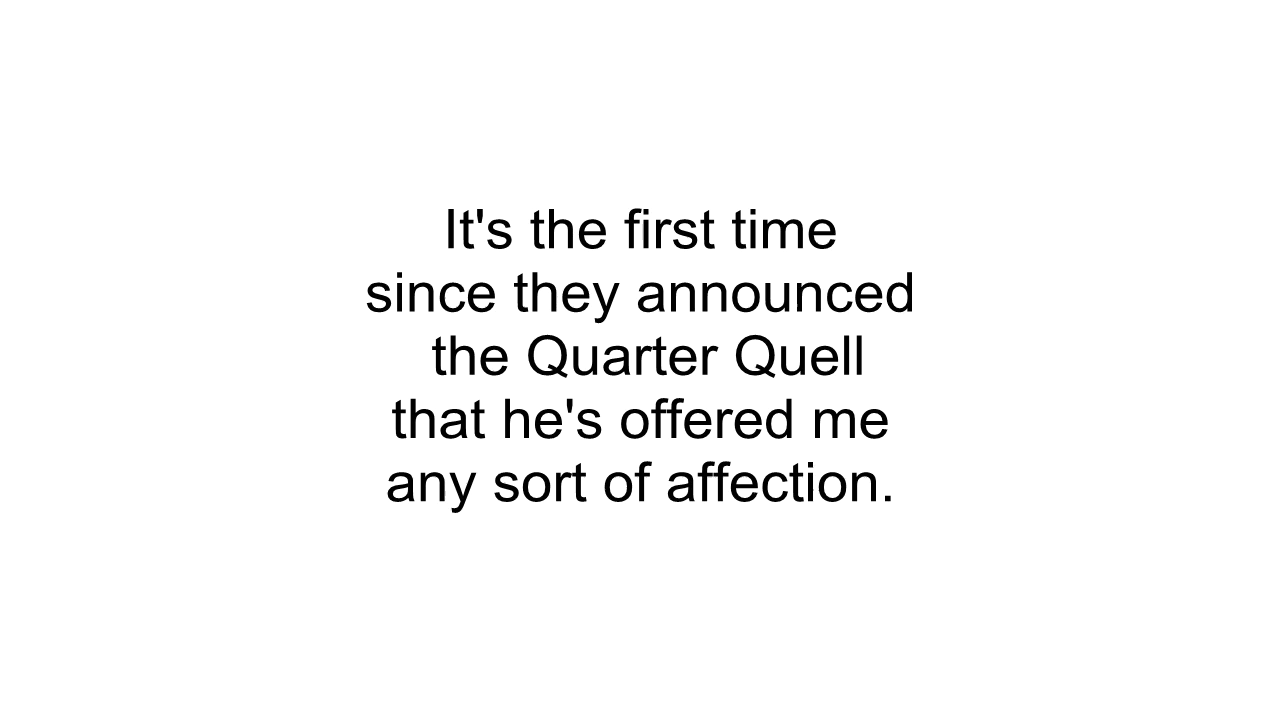 It's the first time
since they announced
the Quarter Quell
that he's offered me
any sort of affection.